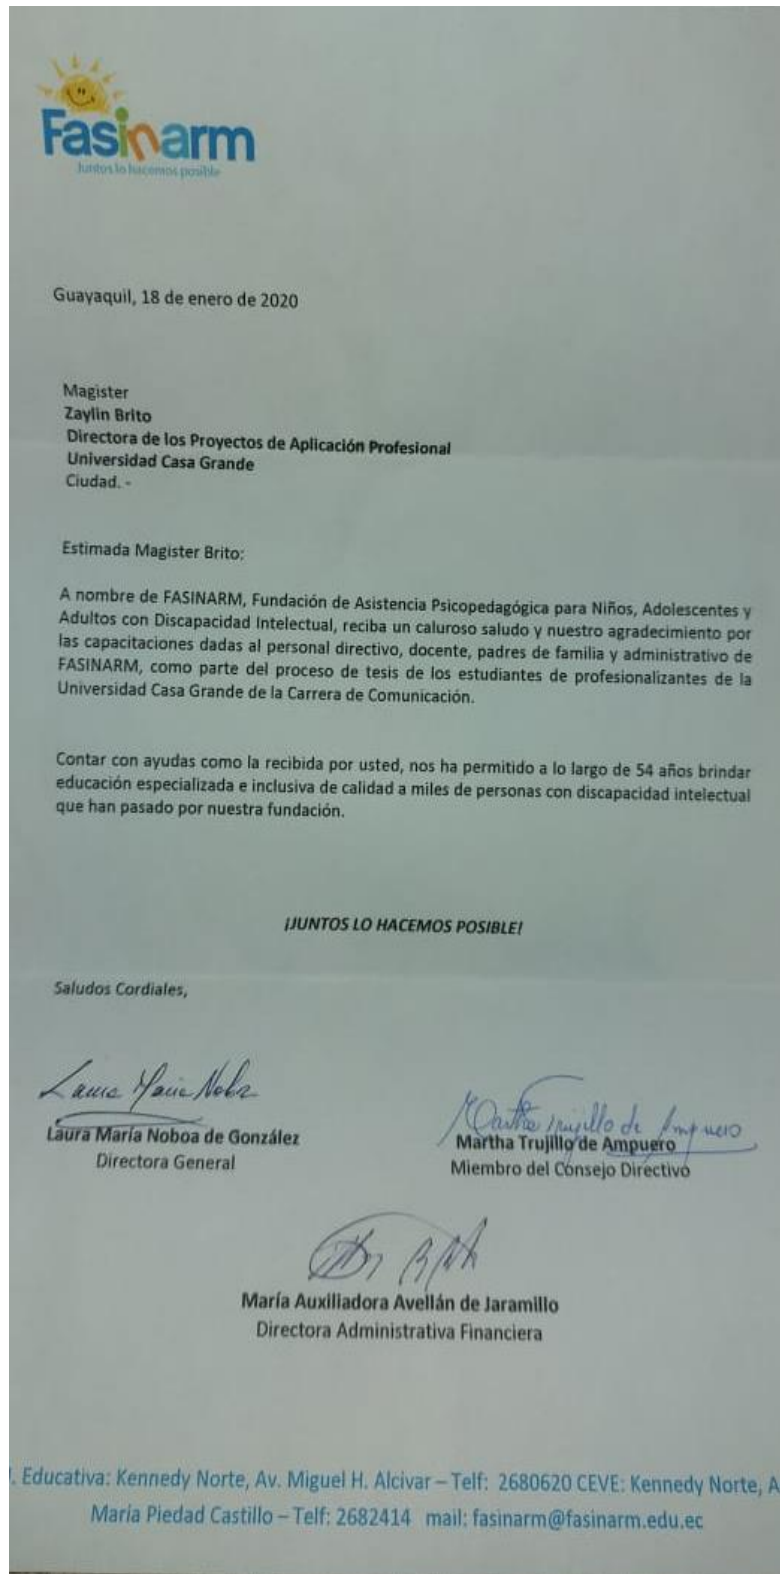 Fasinarm
Juntos lo hacemos posible
Guayaquil, 18 de enero de 2020
Magister
Zaylin Brito
Directora de los Proyectos de Aplicación Profesional
Universidad Casa Grande
Ciudad. -
Estimada Magister Brito:
A nombre de FASINARM, Fundación de Asistencia Psicopedagógica para Niños, Adolescentes y
Adultos con Discapacidad Intelectual, reciba un caluroso saludo y nuestro agradecimiento por
las capacitaciones dadas al personal directivo, docente, padres de familia y administrativo de
FASINARM, como parte del proceso de tesis de los estudiantes de profesionalizantes de la
Universidad Casa Grande de la Carrera de Comunicación.
Contar con ayudas como la recibida por usted, nos ha permitido a lo largo de 54 años brindar
educación especializada e inclusiva de calidad a miles de personas con discapacidad intelectual
que han pasado por nuestra fundación.
¡JUNTOS LO HACEMOS POSIBLE!
Saludos Cordiales,
Laura Maria Noboa
Martha Trujillo de Ampuero
Laura María Noboa de González
Martha Trujillo de Ampuero
Directora General
Miembro del Consejo Directivo
María Auxiliadora Avellán de Jaramillo
Directora Administrativa Financiera
. Educativa: Kennedy Norte, Av. Miguel H. Alcivar – Telf: 2680620 CEVE: Kennedy Norte, A
María Piedad Castillo – Telf: 2682414 mail: fasinarm@fasinarm.edu.ec